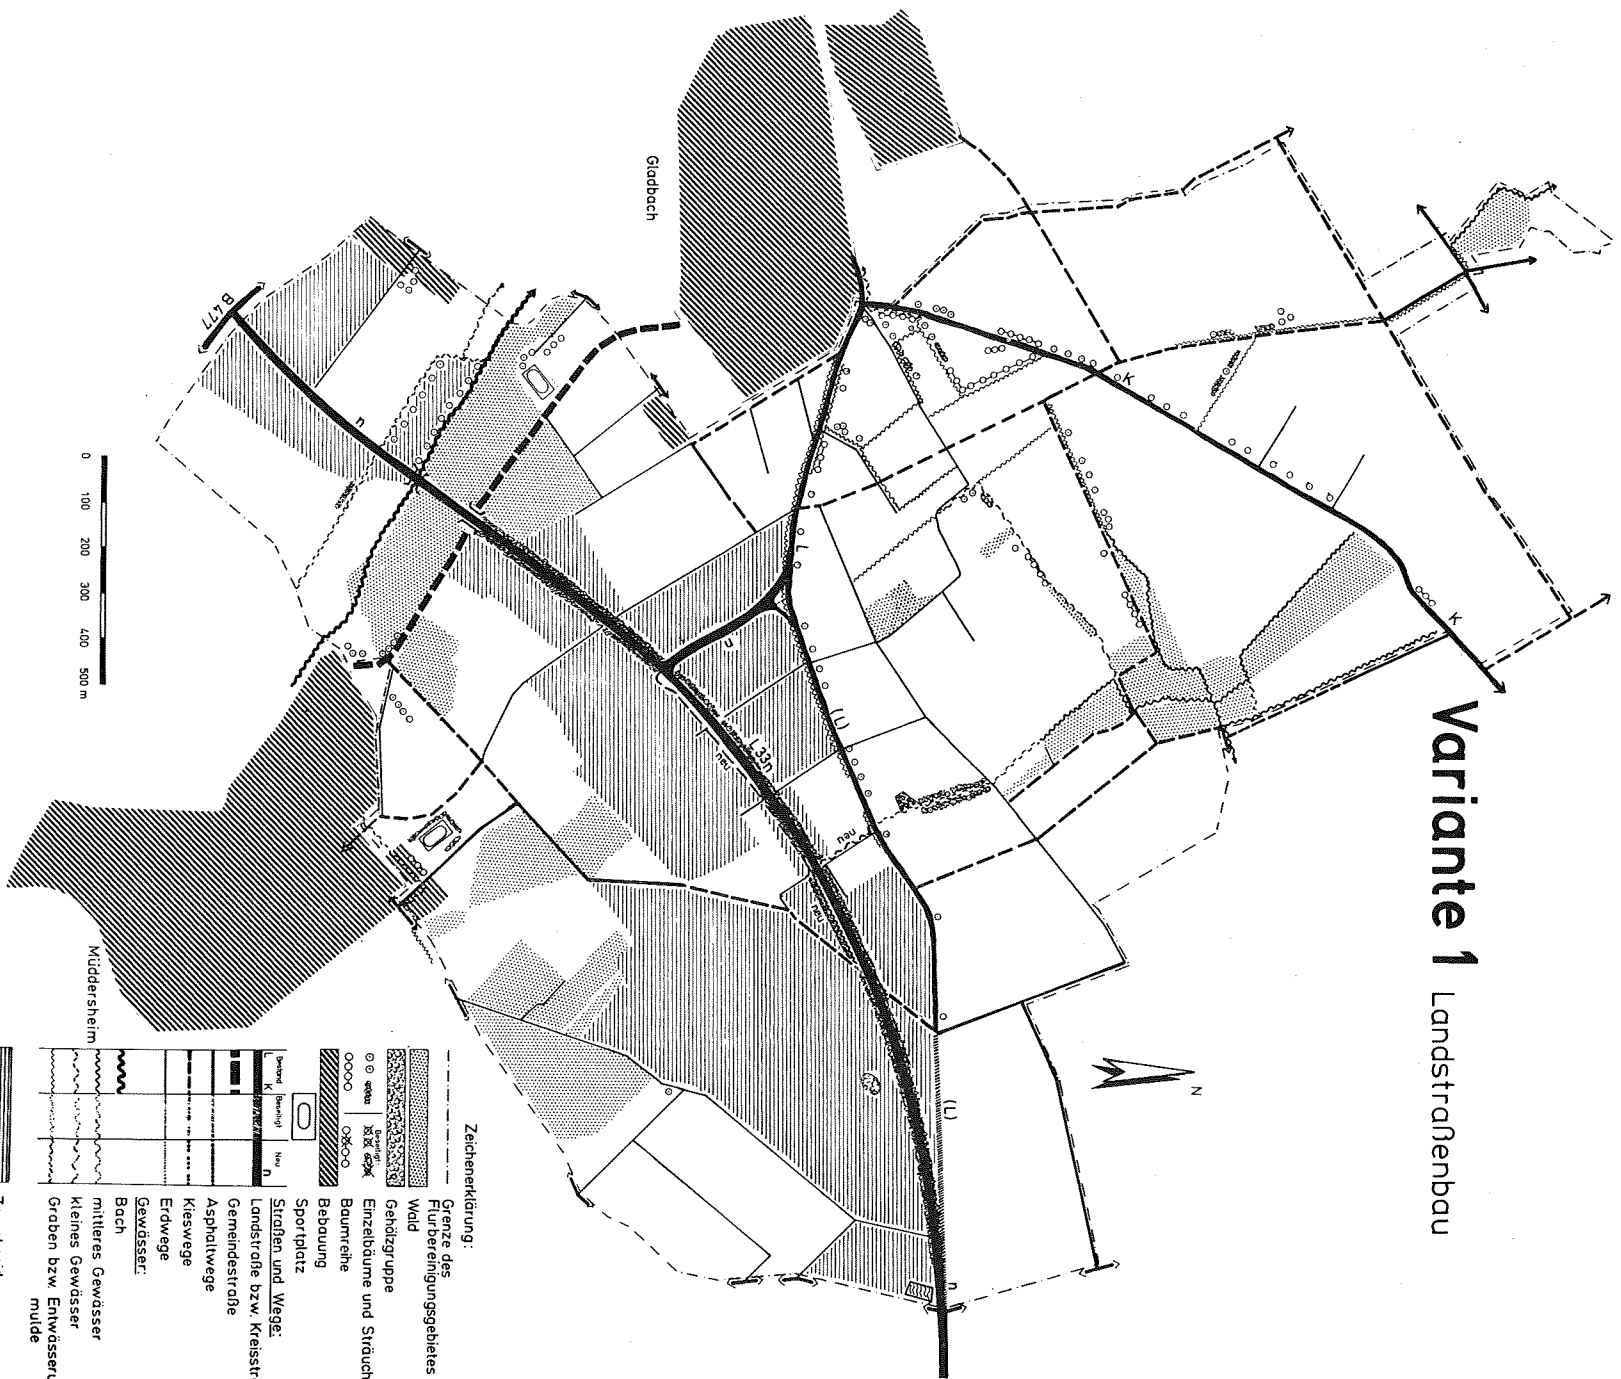 Variante 1 Landstraßenbau
N
Gladbach
B 477
n
K
K
L
n
(L)
L33n
neu
neu
neu
(L)
n
Müddersheim
0 100 200 300 400 500 m
Zeichenerklärung:
Grenze des
Flurbereinigungsgebietes
Wald
Gehölzgruppe
Beseitigt
Einzelbäume und Sträuch
Baumreihe
Bebauung
Sportplatz
Bestand Beseitigt Neu
Straßen und Wege:
L K n
Landstraße bzw. Kreisstr
Gemeindestraße
Asphaltwege
Kieswege
Erdwege
Gewässer:
Bach
mittleres Gewässer
kleines Gewässer
Graben bzw. Entwässeru
mulde